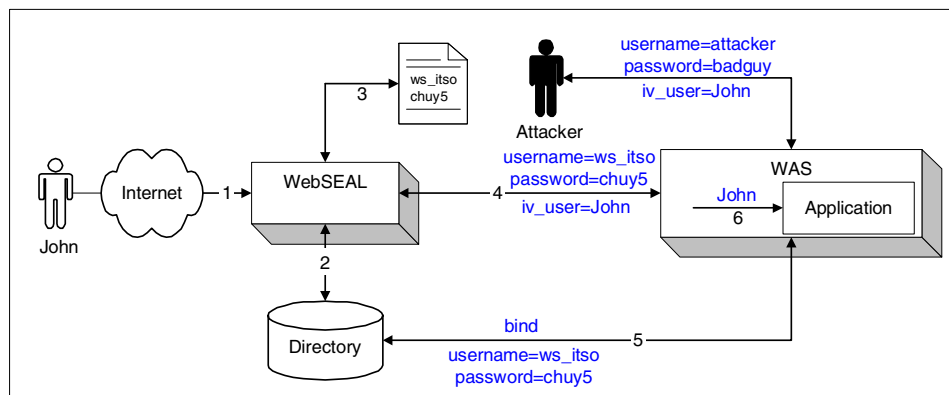 username=attacker
password=badguy
iv_user=John
ws_itso
chuy5
3
Attacker
John
Internet
1
WebSEAL
username=ws_itso
password=chuy5
4
iv_user=John
WAS
John
6
Application
2
Directory
bind
5
username=ws_itso
password=chuy5